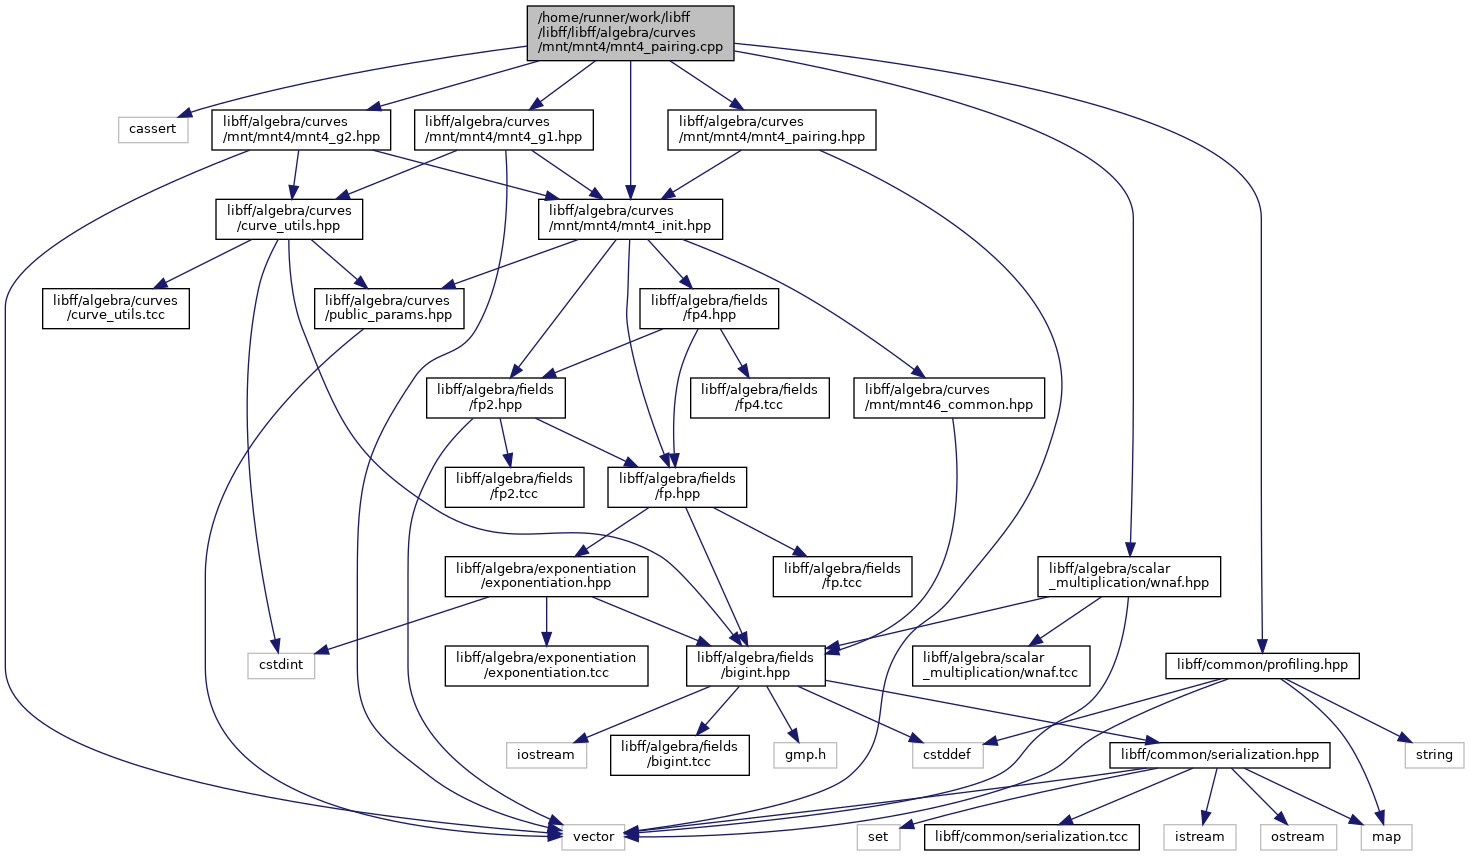 /home/runner/work/libff
/libff/libff/algebra/curves
/mnt/mnt4/mnt4_pairing.cpp
cassert
libff/algebra/curves
/mnt/mnt4/mnt4_g2.hpp
libff/algebra/curves
/mnt/mnt4/mnt4_g1.hpp
libff/algebra/curves
/mnt/mnt4/mnt4_pairing.hpp
libff/algebra/curves
/curve_utils.hpp
libff/algebra/curves
/mnt/mnt4/mnt4_init.hpp
libff/algebra/curves
/curve_utils.tcc
libff/algebra/curves
/public_params.hpp
libff/algebra/fields
/fp4.hpp
libff/algebra/fields
/fp2.hpp
libff/algebra/fields
/fp4.tcc
libff/algebra/curves
/mnt/mnt46_common.hpp
libff/algebra/fields
/fp2.tcc
libff/algebra/fields
/fp.hpp
libff/algebra/exponentiation
/exponentiation.hpp
libff/algebra/fields
/fp.tcc
libff/algebra/scalar
_multiplication/wnaf.hpp
cstdint
libff/algebra/exponentiation
/exponentiation.tcc
libff/algebra/fields
/bigint.hpp
libff/algebra/scalar
_multiplication/wnaf.tcc
libff/common/profiling.hpp
iostream
libff/algebra/fields
/bigint.tcc
gmp.h
cstddef
libff/common/serialization.hpp
string
vector
set
libff/common/serialization.tcc
istream
ostream
map